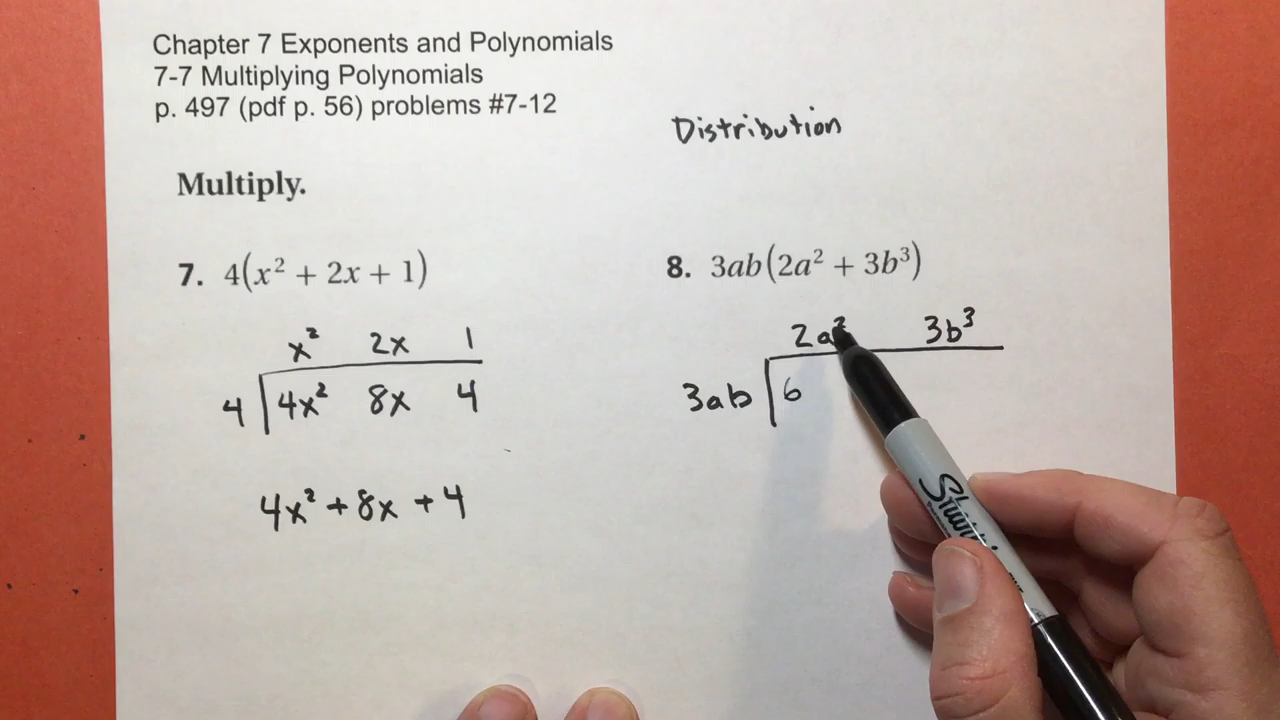 Chapter 7 Exponents and Polynomials
7-7 Multiplying Polynomials
p. 497 (pdf p. 56) problems #7-12
Distribution
Multiply.
7. 4(x² + 2x + 1)
x² 2x 1
4 4x² 8x 4
4x² + 8x + 4
8. 3ab(2a² + 3b³)
2a² 3b³
3ab 6